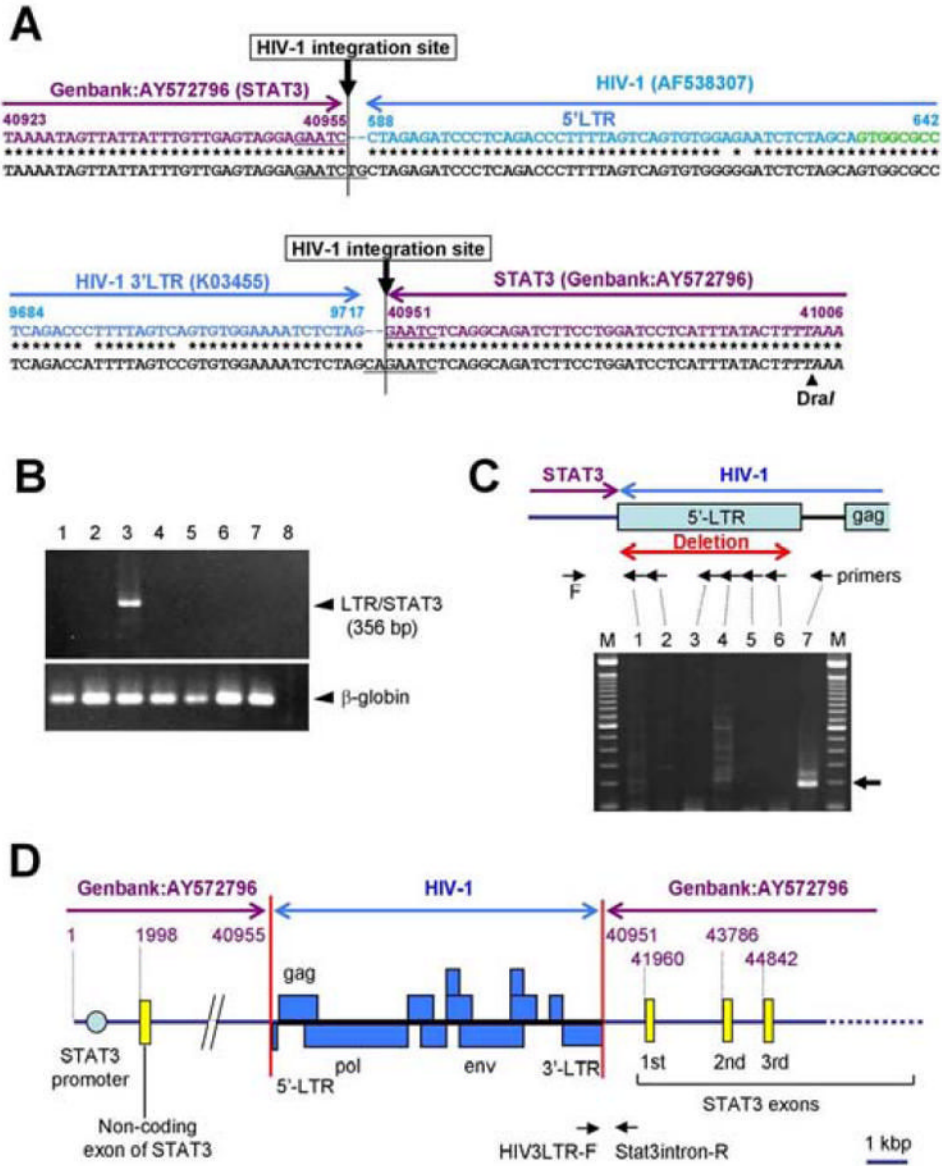 A
HIV-1 integration site
Genbank:AY572796 (STAT3) HIV-1 (AF538307)
40923 40955 588 5'LTR 642
TAAAATAGTTATTATTTGTTGAGTAGGAGAATC--CTAGAGATCCCTCAGACCCTTTTAGTCAGTGTGGAGAATCTCTAGCAGTGGCGCC
TAAAATAGTTATTATTTGTTGAGTAGGAGAATCTGCTAGAGATCCCTCAGACCCTTTTAGTCAGTGTGGGGGATCTCTAGCAGTGGCGCC
HIV-1 integration site
HIV-1 3'LTR (K03455) STAT3 (Genbank:AY572796)
9684 9717 40951 41006
TCAGACCCTTTTAGTCAGTGTGGAAAATCTCTAG--GAATCTCAGGCAGATCTTCCTGGATCCTCATTTATACTTTTTAAA
TCAGACCATTTTAGTCCGTGTGGAAAATCTCTAGCAGAATCTCAGGCAGATCTTCCTGGATCCTCATTTATACTTTTTAAA
DraI
B
1 2 3 4 5 6 7 8
LTR/STAT3
(356 bp)
β-globin
C
STAT3 HIV-1
5'-LTR gag
Deletion
F primers
M 1 2 3 4 5 6 7 M
D
Genbank:AY572796 HIV-1 Genbank:AY572796
1 1998 40955 40951 43786
41960 44842
gag
STAT3
promoter
5'-LTR pol env 3'-LTR
1st 2nd 3rd
STAT3 exons
Non-coding
exon of STAT3
HIV3LTR-F Stat3intron-R
1 kbp